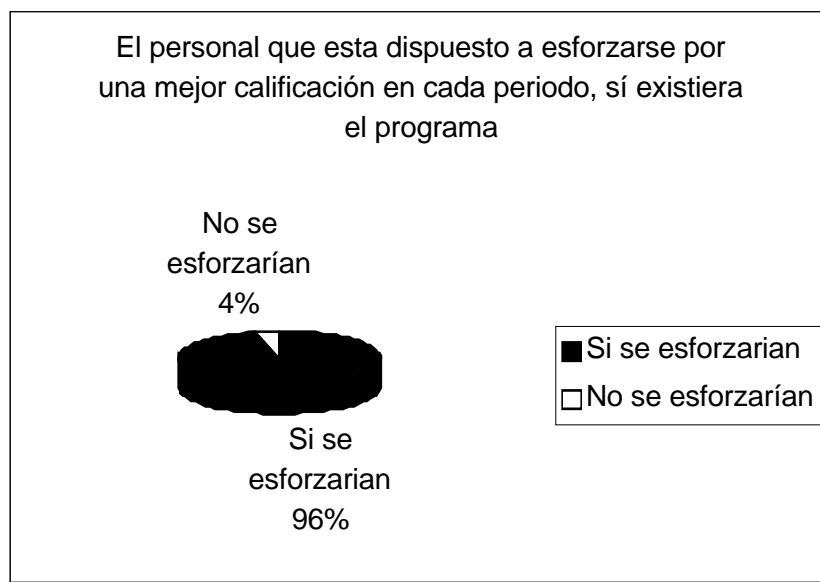 El personal que esta dispuesto a esforzarse por
una mejor calificación en cada periodo, sí existiera
el programa
No se
esforzarían
4%
Si se
esforzarian
96%
Si se esforzarian
No se esforzarían